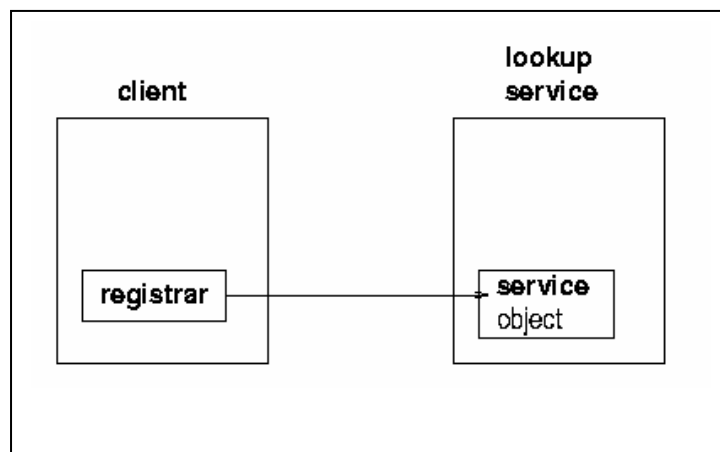 client
lookup
service
registrar
service
object